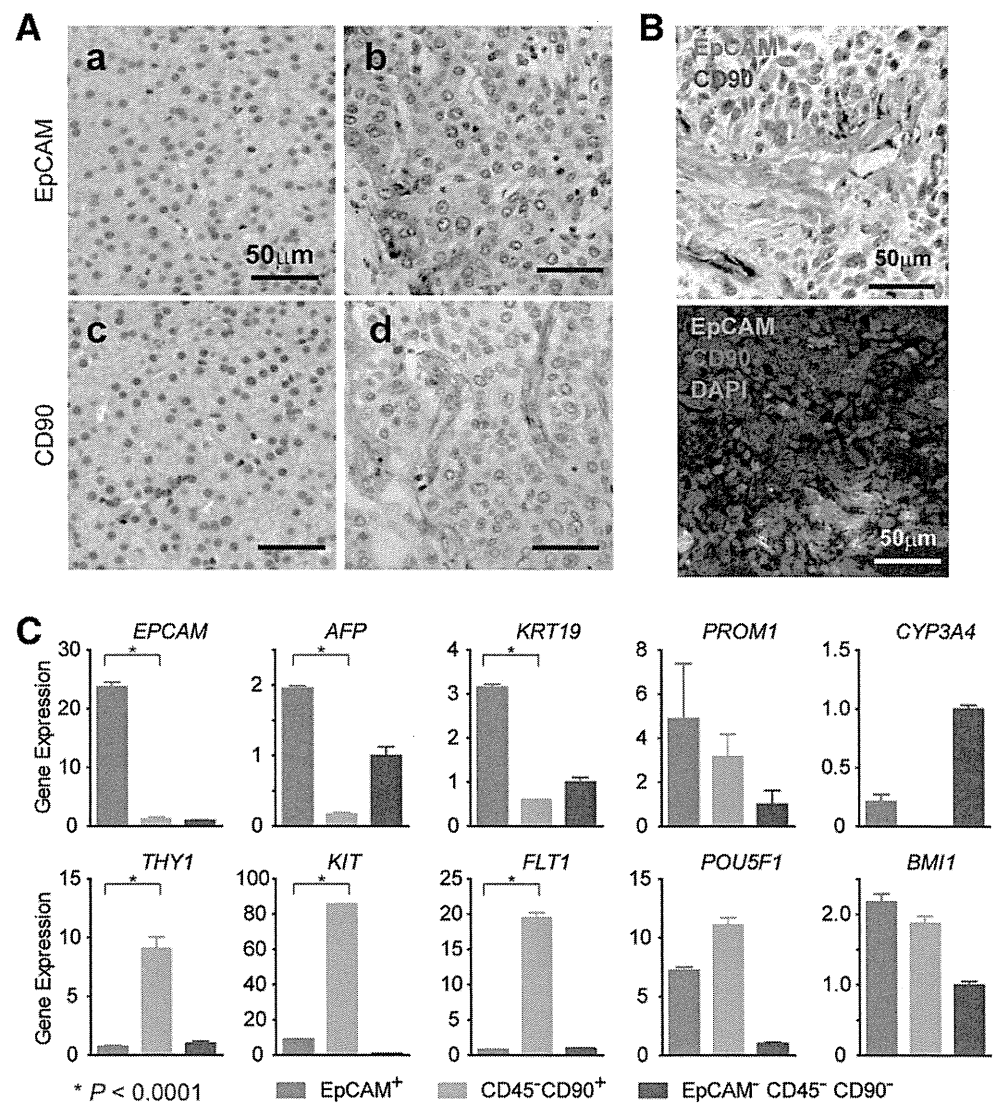 A
B
a
b
EpCAM
50μm
c
d
CD90
EpCAM
CD90
50μm
EpCAM
CD90
DAPI
50μm
C
EPCAM
AFP
KRT19
PROM1
CYP3A4
Gene Expression
30
20
10
0
*
2
1
0
*
4
3
2
1
0
*
8
6
4
2
0
1.5
1.0
0.5
0
THY1
KIT
FLT1
POU5F1
BMI1
Gene Expression
15
10
5
0
*
100
80
60
40
20
0
*
25
20
15
10
5
0
*
15
10
5
0
2.0
1.0
0
* P < 0.0001
EpCAM⁺
CD45⁻CD90⁺
EpCAM⁻ CD45⁻ CD90⁻